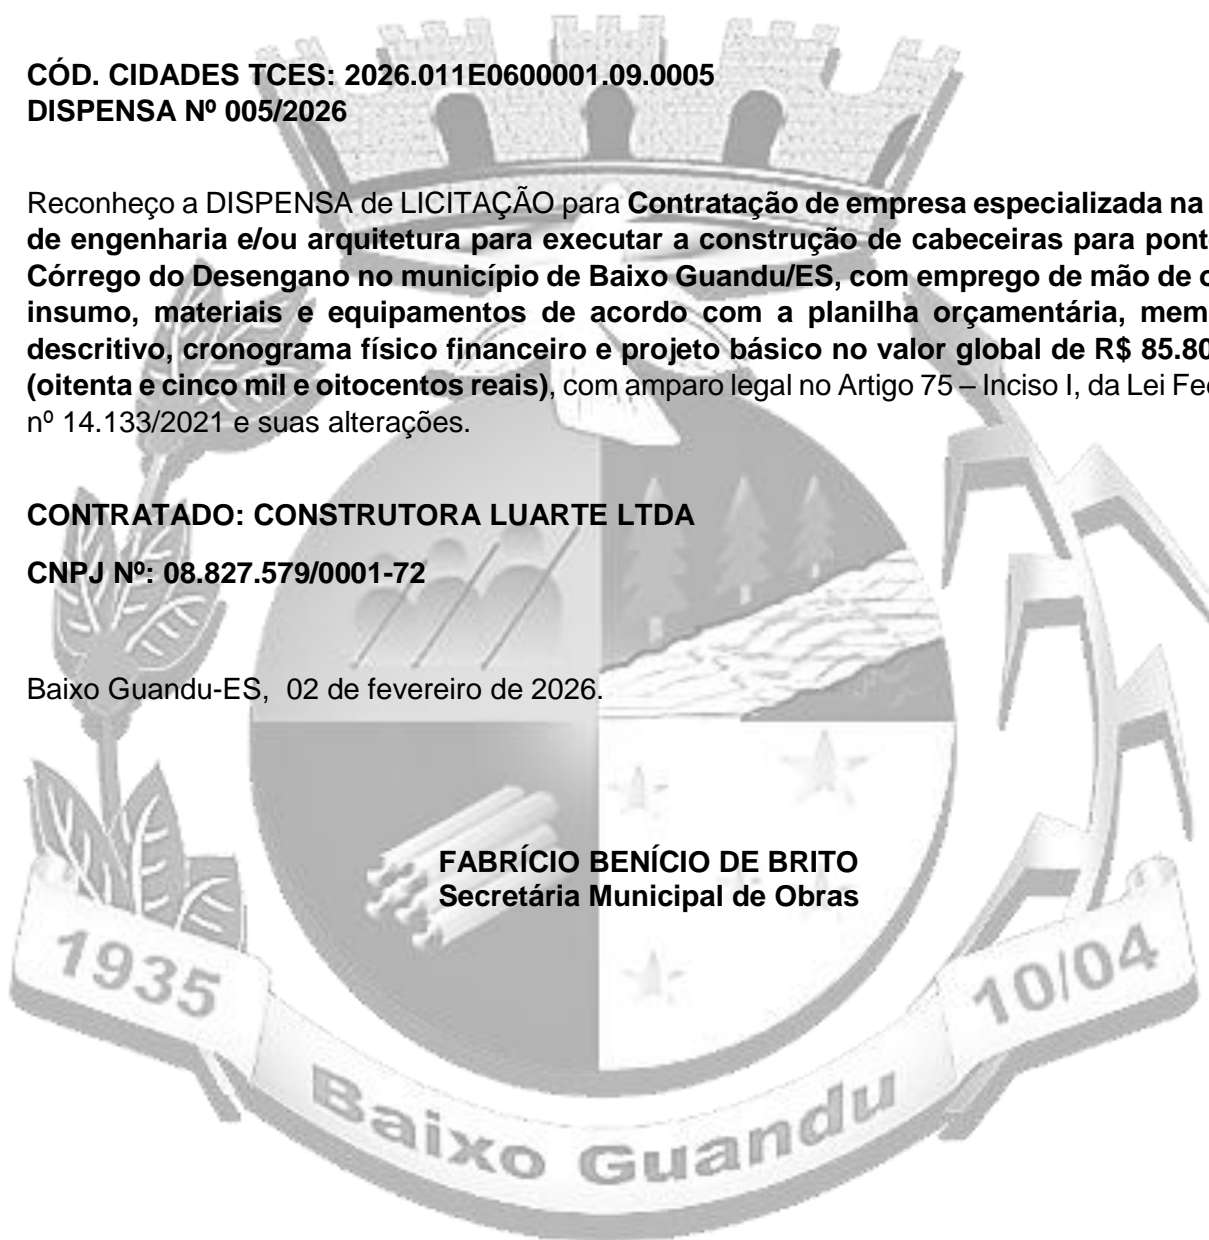 CÓD. CIDADES TCES: 2026.011E0600001.09.0005
DISPENSA Nº 005/2026
Reconheço a DISPENSA de LICITAÇÃO para Contratação de empresa especializada na
de engenharia e/ou arquitetura para executar a construção de cabeceiras para
Córrego do Desengano no município de Baixo Guandu/ES, com emprego de mão de
insumo, materiais e equipamentos de acordo com a planilha orçamentária,
descritivo, cronograma físico financeiro e projeto básico no valor global de R$
(oitenta e cinco mil e oitocentos reais), com amparo legal no Artigo 75 – Inciso I, da Lei
nº 14.133/2021 e suas alterações.
CONTRATADO: CONSTRUTORA LUARTE LTDA
CNPJ Nº: 08.827.579/0001-72
Baixo Guandu-ES, 02 de fevereiro de 2026.
FABRÍCIO BENÍCIO DE BRITO
Secretária Municipal de Obras
1935
10/04
Baixo Guandu